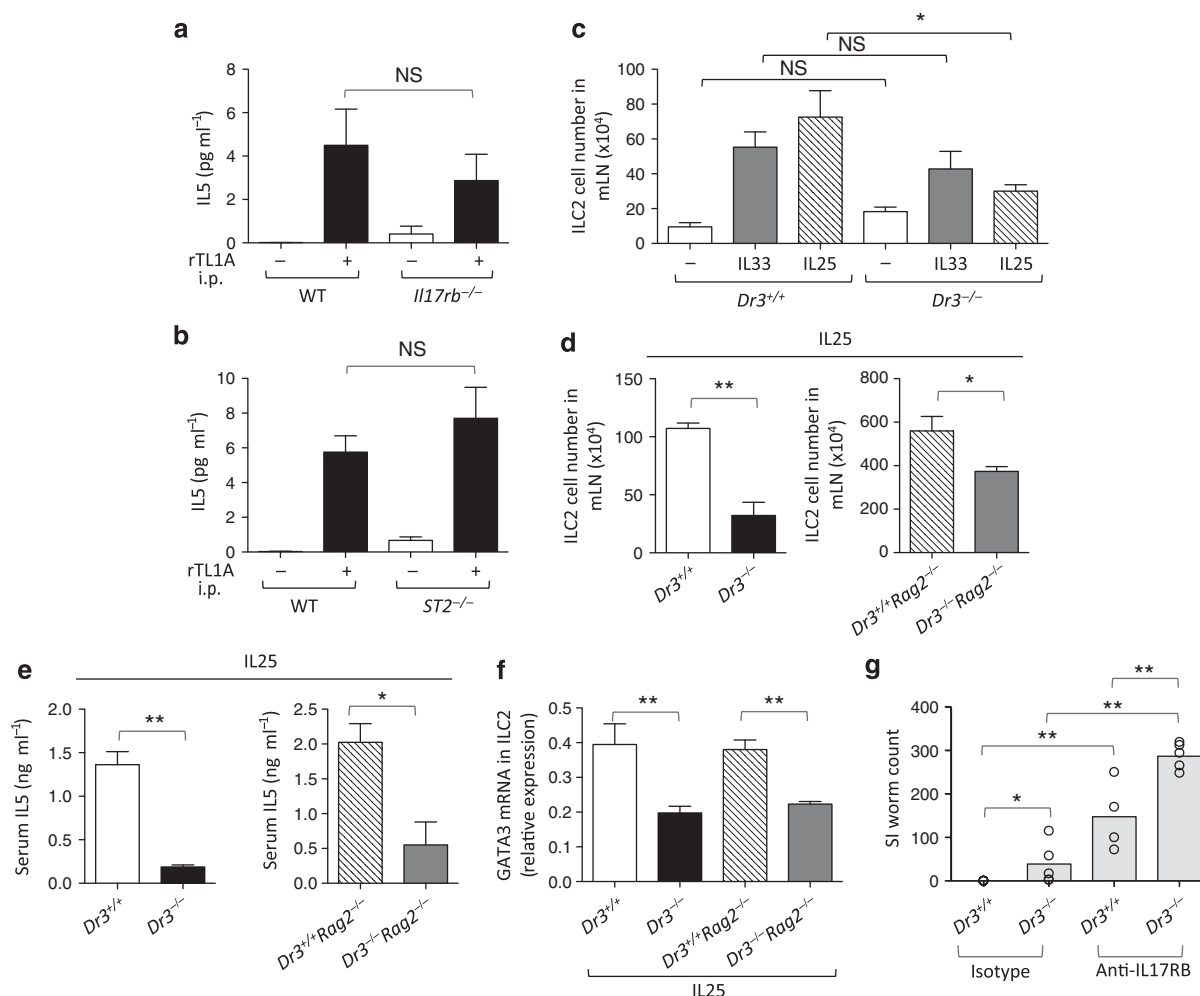 a
NS
8
6
4
2
0
IL5 (pg ml⁻¹)
rTL1A – + – +
i.p.
WT Il17rb⁻/⁻
b
NS
10
8
6
4
2
0
IL5 (pg ml⁻¹)
rTL1A – + – +
i.p.
WT ST2⁻/⁻
c
*
NS
NS
100
80
60
40
20
0
ILC2 cell number in
mLN (x10⁴)
– IL33 IL25 – IL33 IL25
Dr3⁺/⁺ Dr3⁻/⁻
d
IL25
**
150
100
50
0
ILC2 cell number in
mLN (x10⁴)
Dr3⁺/⁺ Dr3⁻/⁻
*
800
600
400
200
0
ILC2 cell number in
mLN (x10⁴)
Dr3⁺/⁺Rag2⁻/⁻ Dr3⁻/⁻Rag2⁻/⁻
e
IL25
**
2.0
1.5
1.0
0.5
0.0
Serum IL5 (ng ml⁻¹)
Dr3⁺/⁺ Dr3⁻/⁻
*
2.5
2.0
1.5
1.0
0.5
0.0
Serum IL5 (ng ml⁻¹)
Dr3⁺/⁺Rag2⁻/⁻ Dr3⁻/⁻Rag2⁻/⁻
f
** **
0.5
0.4
0.3
0.2
0.1
0.0
GATA3 mRNA in ILC2
(relative expression)
Dr3⁺/⁺ Dr3⁻/⁻ Dr3⁺/⁺Rag2⁻/⁻ Dr3⁻/⁻Rag2⁻/⁻
IL25
g
**
**
**
*
400
300
200
100
0
SI worm count
Dr3⁺/⁺ Dr3⁻/⁻ Dr3⁺/⁺ Dr3⁻/⁻
Isotype Anti-IL17RB